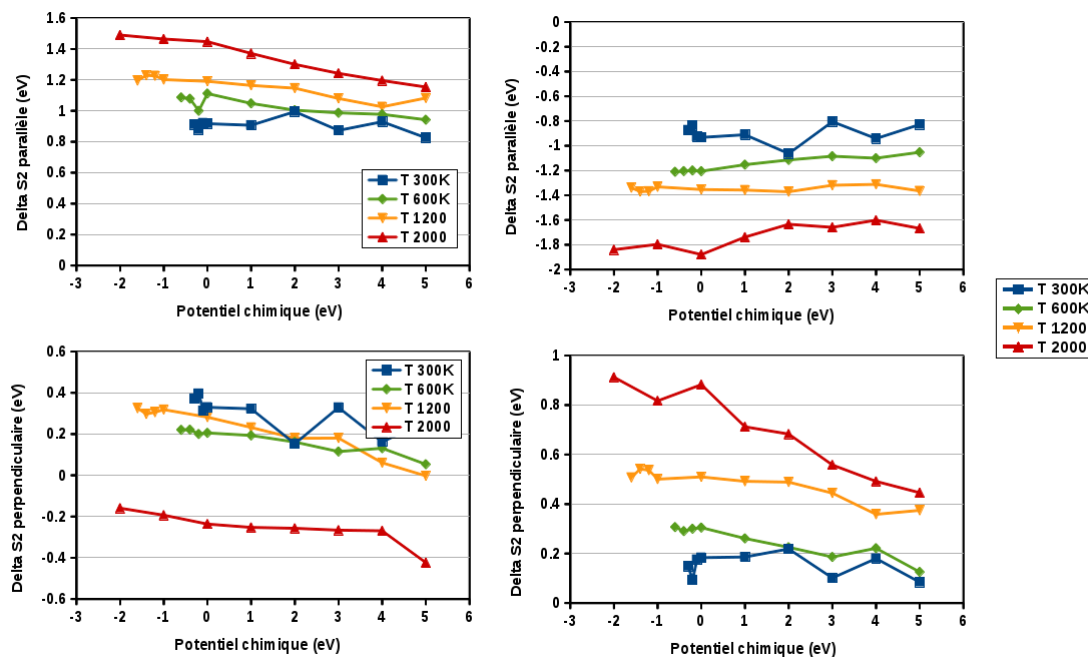 Delta S2 parallèle (eV)
1.6
1.4
1.2
1
0.8
0.6
0.4
0.2
0
-3 -2 -1 0 1 2 3 4 5 6
Potentiel chimique (eV)
T 300K
T 600K
T 1200
T 2000
Delta S2 parallèle (eV)
0
-0.2
-0.4
-0.6
-0.8
-1
-1.2
-1.4
-1.6
-1.8
-2
-3 -2 -1 0 1 2 3 4 5 6
Potentiel chimique (eV)
T 300K
T 600K
T 1200
T 2000
Delta S2 perpendiculaire (eV)
0.6
0.4
0.2
0
-0.2
-0.4
-0.6
-3 -2 -1 0 1 2 3 4 5 6
Potentiel chimique (eV)
T 300K
T 600K
T 1200
T 2000
Delta S2 perpendiculaire (eV)
1
0.8
0.6
0.4
0.2
0
-3 -2 -1 0 1 2 3 4 5 6
Potentiel chimique (eV)